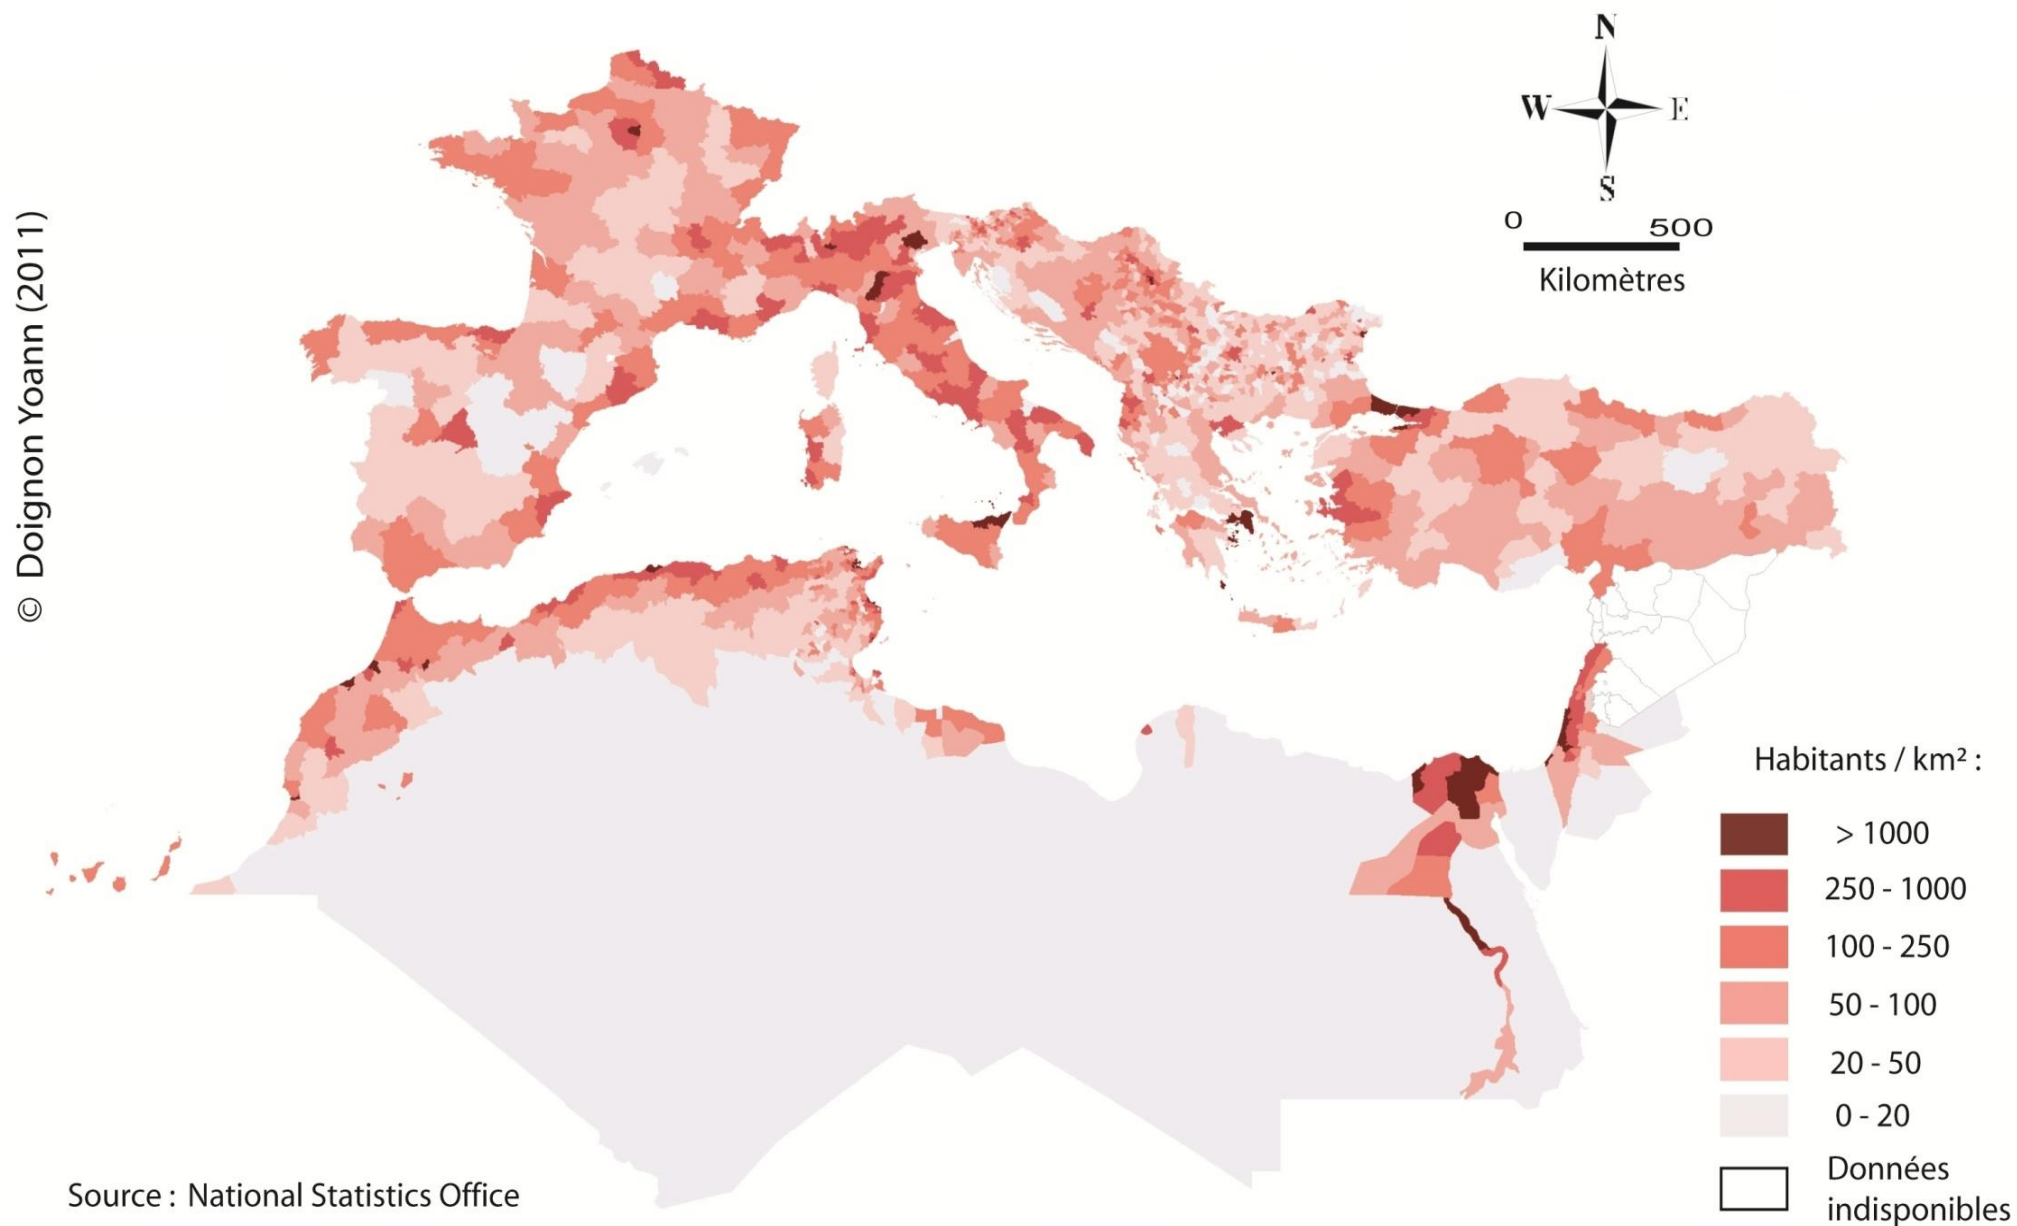 N
W E
S
0 500
Kilomètres
© Doignon Yoann (2011)
Habitants / km² :
> 1000
250 - 1000
100 - 250
50 - 100
20 - 50
0 - 20
Données
indisponibles
Source : National Statistics Office